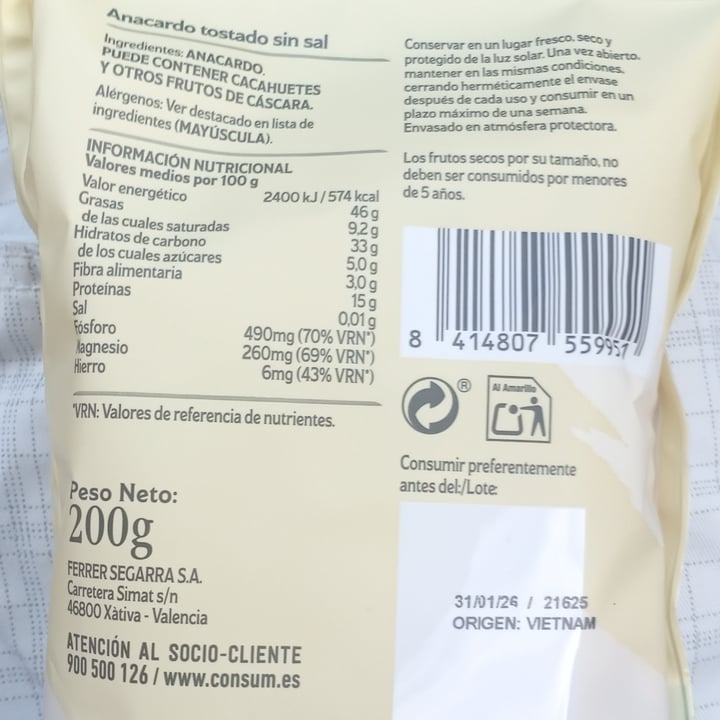 Anacardo tostado sin sal
Ingredientes: ANACARDO.
PUEDE CONTENER CACAHUETES
Y OTROS FRUTOS DE CÁSCARA.
Alérgenos: Ver destacado en lista de
ingredientes (MAYÚSCULA).
INFORMACIÓN NUTRICIONAL
Valores medios por 100 g
Valor energético 2400 kJ / 574 kcal
Grasas 46 g
de las cuales saturadas 9,2 g
Hidratos de carbono 33 g
de los cuales azúcares 5,0 g
Fibra alimentaria 3,0 g
Proteínas 15 g
Sal 0,01 g
Fósforo 490mg (70% VRN*)
Magnesio 260mg (69% VRN*)
Hierro 6mg (43% VRN*)
*VRN: Valores de referencia de nutrientes.
Peso Neto:
200g
FERRER SEGARRA S.A.
Carretera Simat s/n
46800 Xàtiva - Valencia
ATENCIÓN AL SOCIO-CLIENTE
900 500 126 / www.consum.es
Conservar en un lugar fresco, seco y
protegido de la luz solar. Una vez abierto,
mantener en las mismas condiciones,
cerrando herméticamente el envase
después de cada uso y consumir en un
plazo máximo de una semana.
Envasado en atmósfera protectora.
Los frutos secos por su tamaño, no
deben ser consumidos por menores
de 5 años.
8 414807 559957
®
Al Amarillo
Consumir preferentemente
antes del:/Lote:
31/01/26 / 21625
ORIGEN: VIETNAM